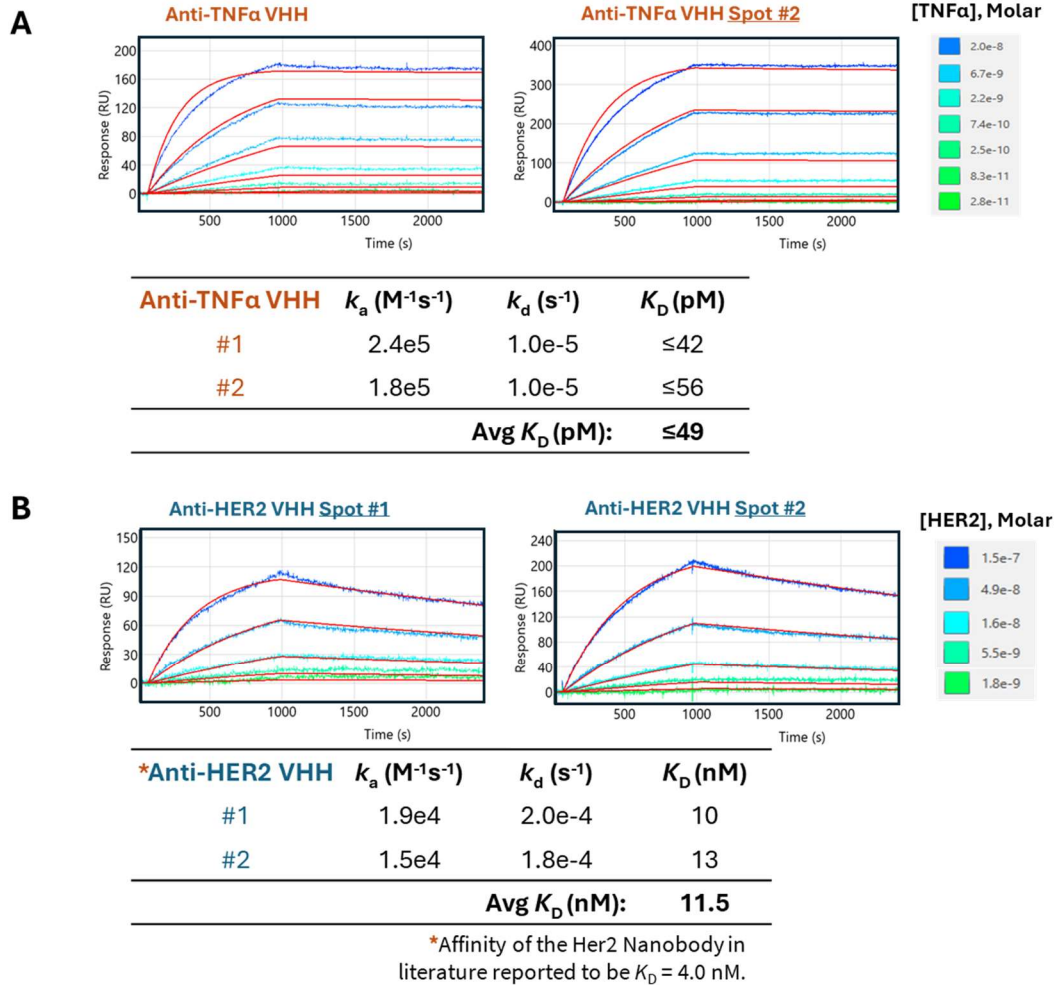 A
Anti-TNFα VHH
Anti-TNFα VHH Spot #2
[TNFα], Molar
Response (RU)
200
160
120
80
40
0
500
1000
1500
2000
Time (s)
Response (RU)
400
300
200
100
0
500
1000
1500
2000
Time (s)
2.0e-8
6.7e-9
2.2e-9
7.4e-10
2.5e-10
8.3e-11
2.8e-11
Anti-TNFα VHH ka (M-1s-1) kd (s-1) KD (pM)
#1 2.4e5 1.0e-5 ≤42
#2 1.8e5 1.0e-5 ≤56
Avg KD (pM): ≤49
B
Anti-HER2 VHH Spot #1
Anti-HER2 VHH Spot #2
[HER2], Molar
Response (RU)
150
120
90
60
30
0
500
1000
1500
2000
Time (s)
Response (RU)
240
200
160
120
80
40
0
500
1000
1500
2000
Time (s)
1.5e-7
4.9e-8
1.6e-8
5.5e-9
1.8e-9
*Anti-HER2 VHH ka (M-1s-1) kd (s-1) KD (nM)
#1 1.9e4 2.0e-4 10
#2 1.5e4 1.8e-4 13
Avg KD (nM): 11.5
*Affinity of the Her2 Nanobody in
literature reported to be KD = 4.0 nM.